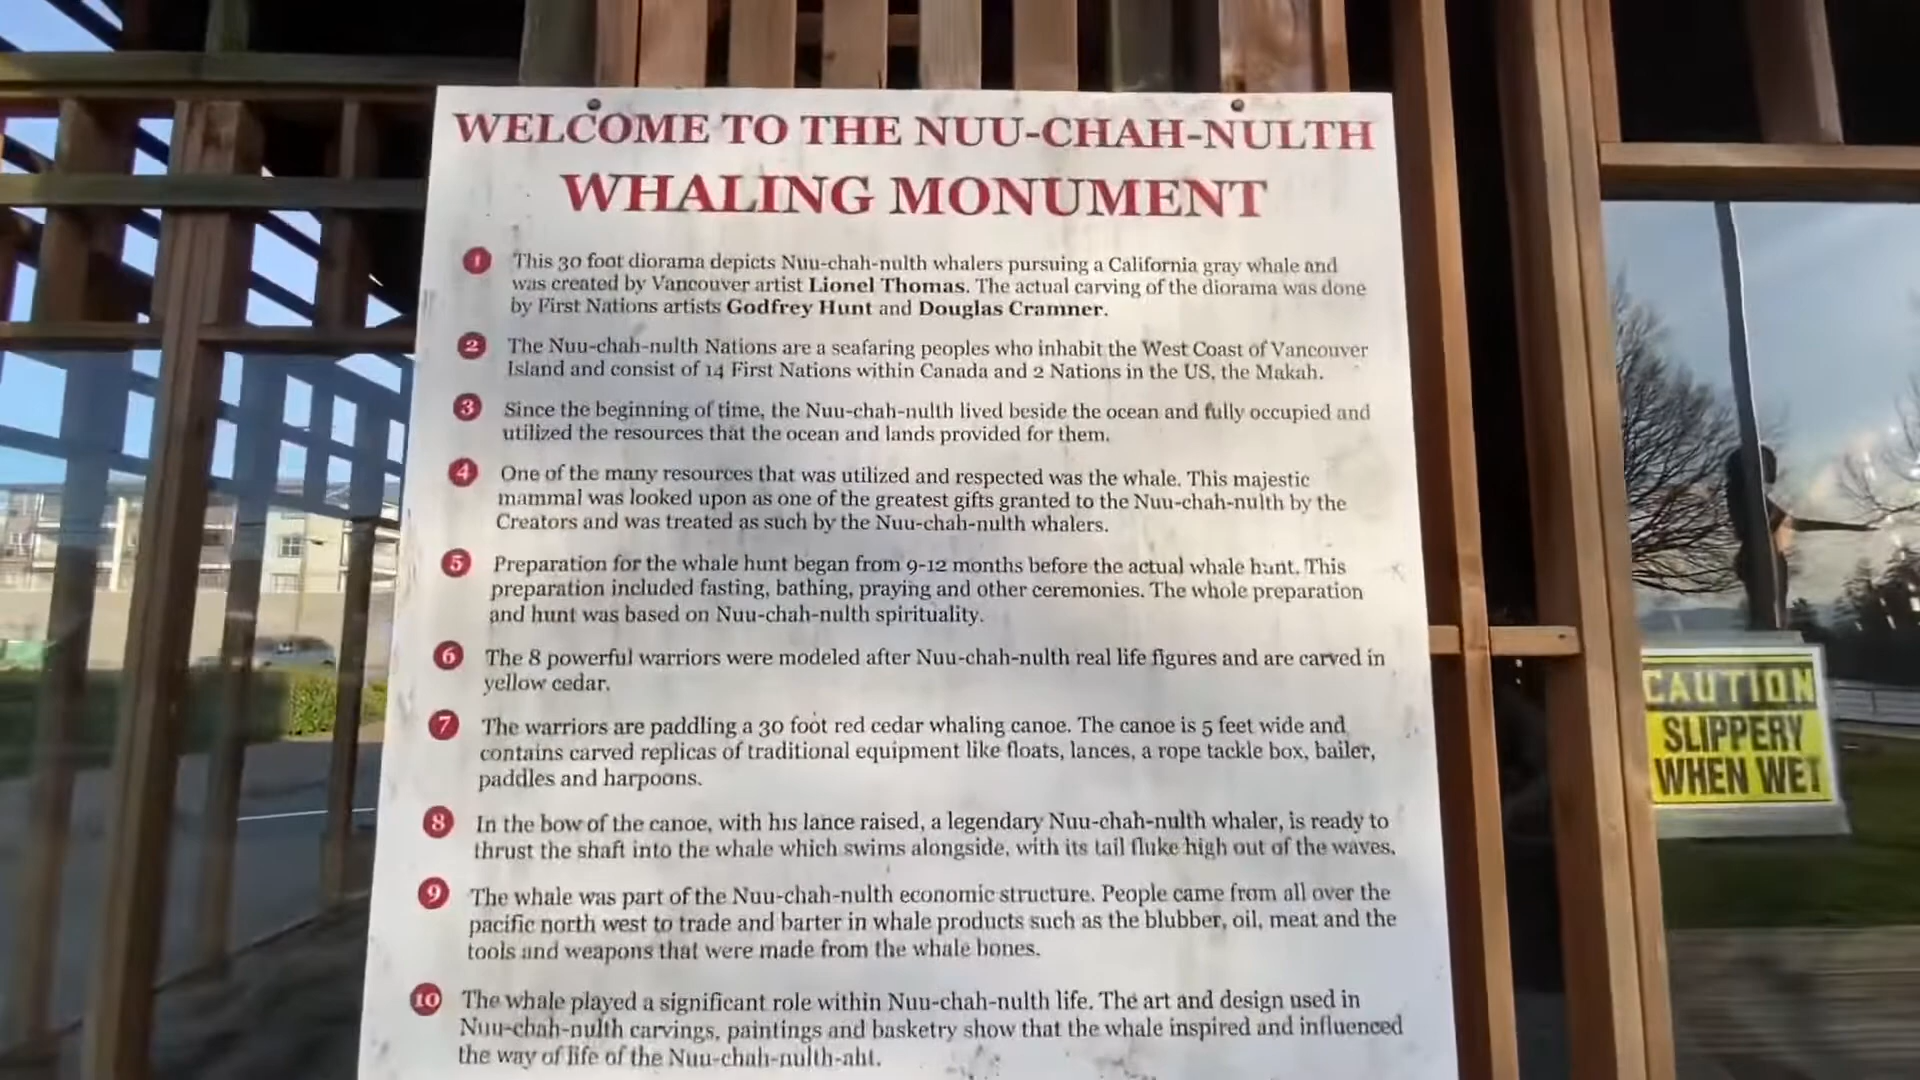 WELCOME TO THE NUU-CHAH-NULTH
WHALING MONUMENT
1 This 30 foot diorama depicts Nuu-chah-nulth whalers pursuing a California gray whale and
was created by Vancouver artist Lionel Thomas. The actual carving of the diorama was done
by First Nations artists Godfrey Hunt and Douglas Cramner.
2 The Nuu-chah-nulth Nations are a seafaring peoples who inhabit the West Coast of Vancouver
Island and consist of 14 First Nations within Canada and 2 Nations in the US, the Makah.
3 Since the beginning of time, the Nuu-chah-nulth lived beside the ocean and fully occupied and
utilized the resources that the ocean and lands provided for them.
4 One of the many resources that was utilized and respected was the whale. This majestic
mammal was looked upon as one of the greatest gifts granted to the Nuu-chah-nulth by the
Creators and was treated as such by the Nuu-chah-nulth whalers.
5 Preparation for the whale hunt began from 9-12 months before the actual whale hunt. This
preparation included fasting, bathing, praying and other ceremonies. The whole preparation
and hunt was based on Nuu-chah-nulth spirituality.
6 The 8 powerful warriors were modeled after Nuu-chah-nulth real life figures and are carved in
yellow cedar.
7 The warriors are paddling a 30 foot red cedar whaling canoe. The canoe is 5 feet wide and
contains carved replicas of traditional equipment like floats, lances, a rope tackle box, bailer,
paddles and harpoons.
8 In the bow of the canoe, with his lance raised, a legendary Nuu-chah-nulth whaler, is ready to
thrust the shaft into the whale which swims alongside, with its tail fluke high out of the waves.
9 The whale was part of the Nuu-chah-nulth economic structure. People came from all over the
pacific north west to trade and barter in whale products such as the blubber, oil, meat and the
tools and weapons that were made from the whale bones.
10 The whale played a significant role within Nuu-chah-nulth life. The art and design used in
Nuu-chah-nulth carvings, paintings and basketry show that the whale inspired and influenced
the way of life of the Nuu-chah-nulth-aht.
CAUTION
SLIPPERY
WHEN WET